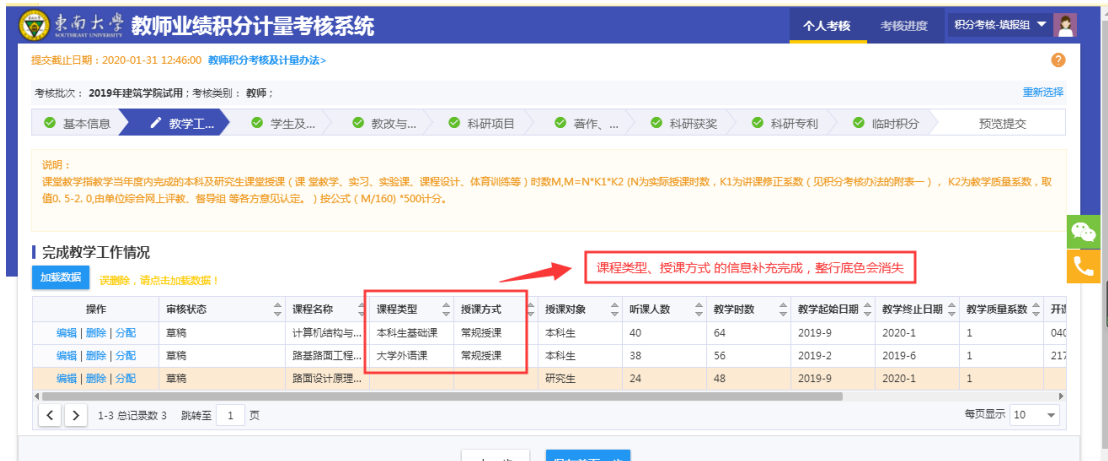 東南大學 教师业绩积分计量考核系统 个人考核 考核进度 积分考核-填报组
SOUTHEAST UNIVERSITY
提交截止日期：2020-01-31 12:46:00 教师积分考核及计量办法>
考核批次： 2019年建筑学院试用；考核类别： 教师； 重新选择
基本信息 教学工... 学生及... 教改与... 科研项目 著作、... 科研获奖 科研专利 临时积分 预览提交
说明：
课堂教学指教学当年度内完成的本科及研究生课堂授课（课 堂教学、实习、实验课、课程设计、体育训练等）时数M,M=N*K1*K2 (N为实际授课时数，K1为讲课修正系数（见积分考核办法的附表一）， K2为教学质量系数，取
值0. 5-2. 0,由单位综合网上评教、督导组 等各方意见认定。）按公式（M/160) *500计分。
完成教学工作情况
课程类型、授课方式 的信息补充完成，整行底色会消失
加载数据 误删除，请点击加载数据！
操作 审核状态 课程名称 课程类型 授课方式 授课对象 听课人数 教学时数 教学起始日期 教学终止日期 教学质量系数
编辑 | 删除 | 分配 草稿 计算机结构与... 本科生基础课 常规授课 本科生 40 64 2019-9 2020-1 1 040
编辑 | 删除 | 分配 草稿 路基路面工程... 大学外语课 常规授课 本科生 38 56 2019-2 2019-6 1 217
编辑 | 删除 | 分配 草稿 路面设计原理... 研究生 24 48 2019-9 2020-1 1
1-3 总记录数 3 跳转至 1 页 每页显示 10